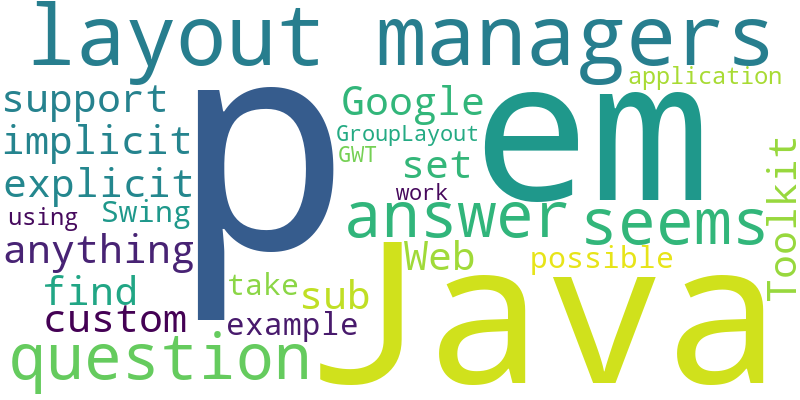 layout managers
application
support
p
Google
em
GroupLayout
implicit
GWT
set
Toolkit
explicit
work
using
Swing
answer
seems
anything
Web
possible
find
take
sub
Java
custom
example
question